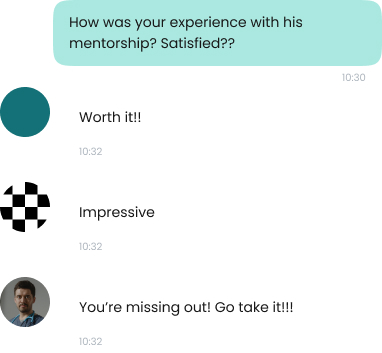 How was your experience with his
mentorship? Satisfied??
10:30
Worth it!!
10:32
Impressive
10:32
You’re missing out! Go take it!!!
10:32